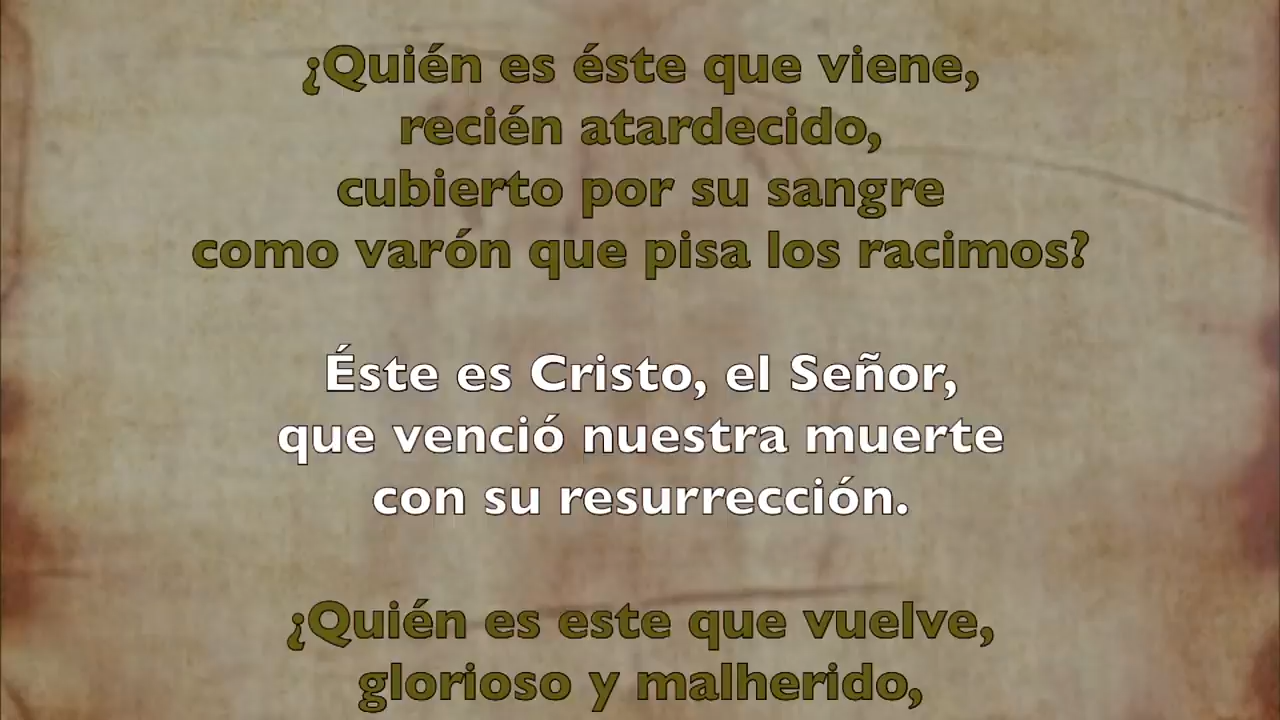 ¿Quién es éste que viene,
recién atardecido,
cubierto por su sangre
como varón que pisa los racimos?
Éste es Cristo, el Señor,
que venció nuestra muerte
con su resurrección.
¿Quién es este que vuelve,
glorioso y malherido,